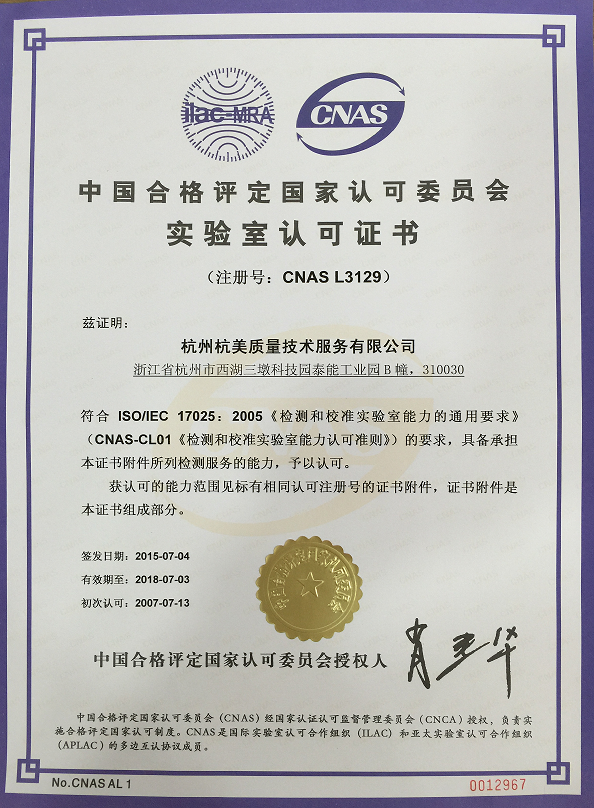 ilac-MRA
CNAS
中国合格评定国家认可委员会
实验室认可证书
（注册号：CNAS L3129）
兹证明：
杭州杭美质量技术服务有限公司
浙江省杭州市西湖三墩科技园泰能工业园 B 幢，310030
符合 ISO/IEC 17025：2005《检测和校准实验室能力的通用要求》
（CNAS-CL01《检测和校准实验室能力认可准则》）的要求，具备承担
本证书附件所列检测服务的能力，予以认可。
获认可的能力范围见标有相同认可注册号的证书附件，证书附件是
本证书组成部分。
签发日期：2015-07-04
有效期至：2018-07-03
初次认可：2007-07-13
中国合格评定国家认可委员会授权人
中国合格评定国家认可委员会（CNAS）经国家认证认可监督管理委员会（CNCA）授权，负责实
施合格评定国家认可制度。CNAS是国际实验室认可合作组织（ILAC）和亚太实验室认可合作组织
（APLAC）的多边互认协议成员。
No.CNAS AL 1
0012967